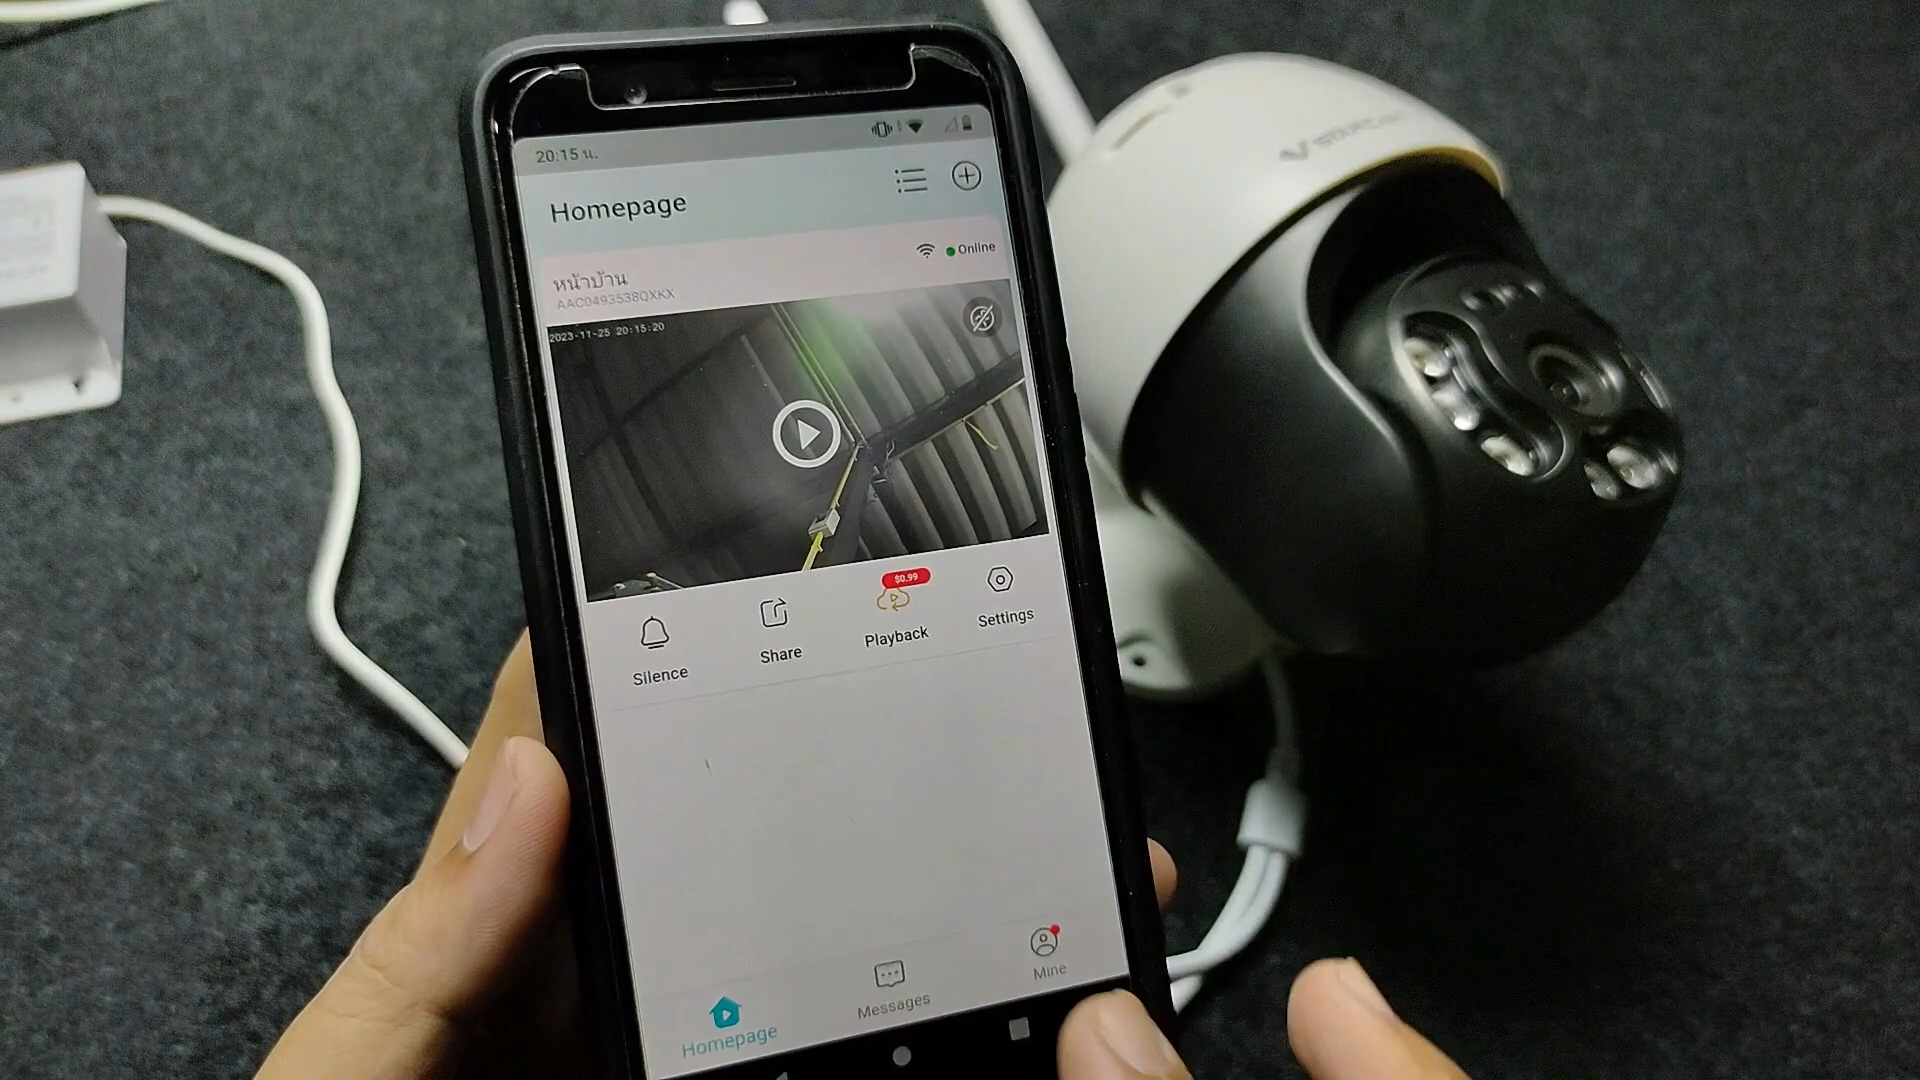 20:15 น.
Homepage
Online
หน้าบ้าน
AAC0493538QXKX
2023-11-25 20:15:20
$0.99
Silence
Share
Playback
Settings
Homepage
Messages
Mine
VSTARCAM